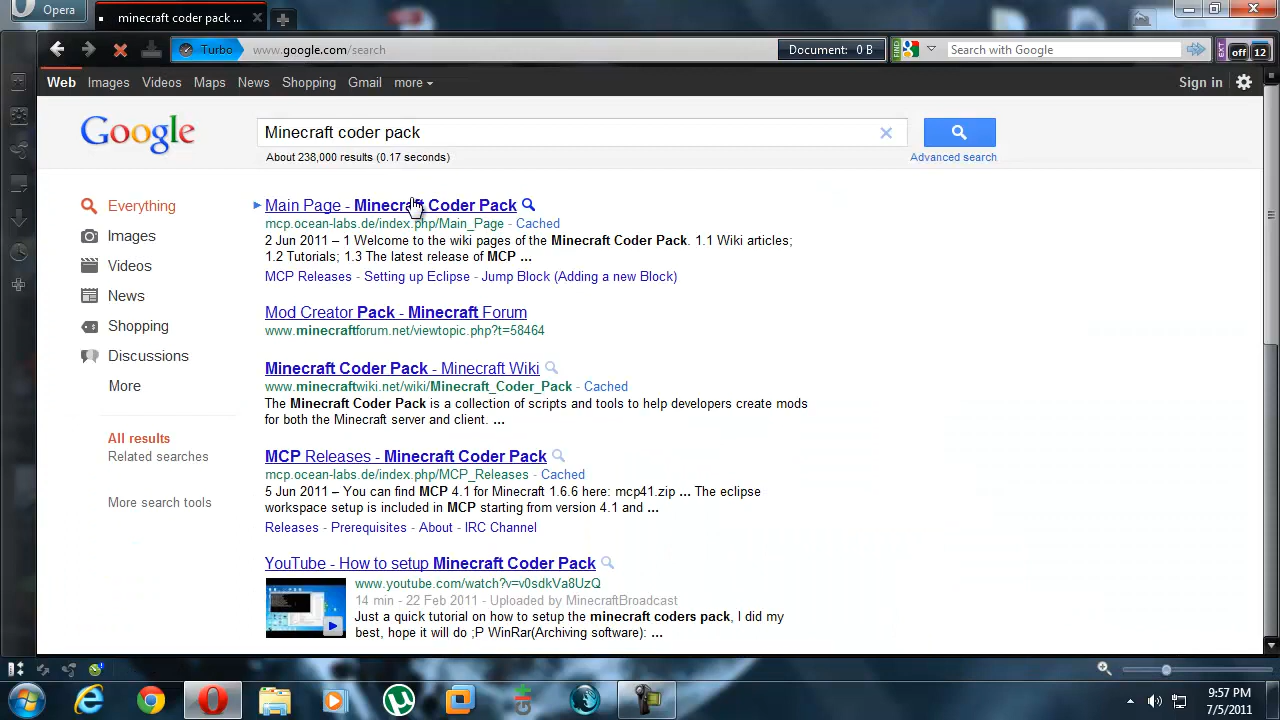 Opera
minecraft coder pack ...
Turbo
www.google.com/search
Document: 0 B
FIND
Search with Google
EXT
off
12
Web Images Videos Maps News Shopping Gmail more
Sign in
Google
Minecraft coder pack
About 238,000 results (0.17 seconds)
Advanced search
Everything
Images
Videos
News
Shopping
Discussions
More
All results
Related searches
More search tools
Main Page - Minecraft Coder Pack
mcp.ocean-labs.de/index.php/Main_Page - Cached
2 Jun 2011 – 1 Welcome to the wiki pages of the Minecraft Coder Pack. 1.1 Wiki articles;
1.2 Tutorials; 1.3 The latest release of MCP ...
MCP Releases - Setting up Eclipse - Jump Block (Adding a new Block)
Mod Creator Pack - Minecraft Forum
www.minecraftforum.net/viewtopic.php?t=58464
Minecraft Coder Pack - Minecraft Wiki
www.minecraftwiki.net/wiki/Minecraft_Coder_Pack - Cached
The Minecraft Coder Pack is a collection of scripts and tools to help developers create mods
for both the Minecraft server and client. ...
MCP Releases - Minecraft Coder Pack
mcp.ocean-labs.de/index.php/MCP_Releases - Cached
5 Jun 2011 – You can find MCP 4.1 for Minecraft 1.6.6 here: mcp41.zip ... The eclipse
workspace setup is included in MCP starting from version 4.1 and ...
Releases - Prerequisites - About - IRC Channel
YouTube - How to setup Minecraft Coder Pack
www.youtube.com/watch?v=v0sdkVa8UzQ
14 min - 22 Feb 2011 - Uploaded by MinecraftBroadcast
Just a quick tutorial on how to setup the minecraft coders pack, I did my
best, hope it will do ;P WinRar(Archiving software): ...
9:57 PM
7/5/2011